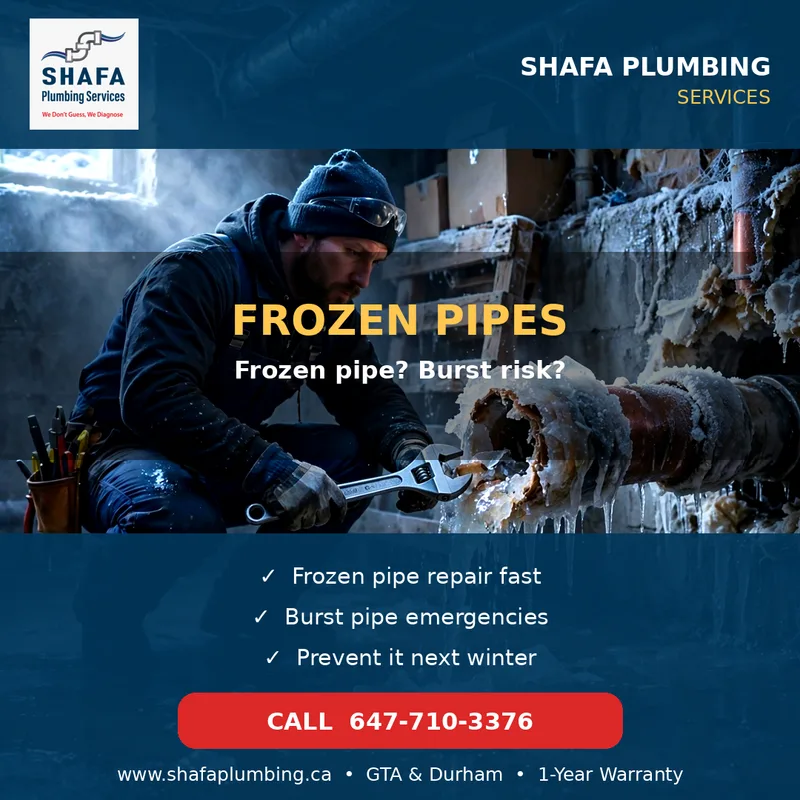 SHAFA
Plumbing Services
We Don't Guess, We Diagnose
SHAFA PLUMBING
SERVICES
FROZEN PIPES
Frozen pipe? Burst risk?
✓ Frozen pipe repair fast
✓ Burst pipe emergencies
✓ Prevent it next winter
CALL 647-710-3376
www.shafaplumbing.ca • GTA & Durham • 1-Year Warranty